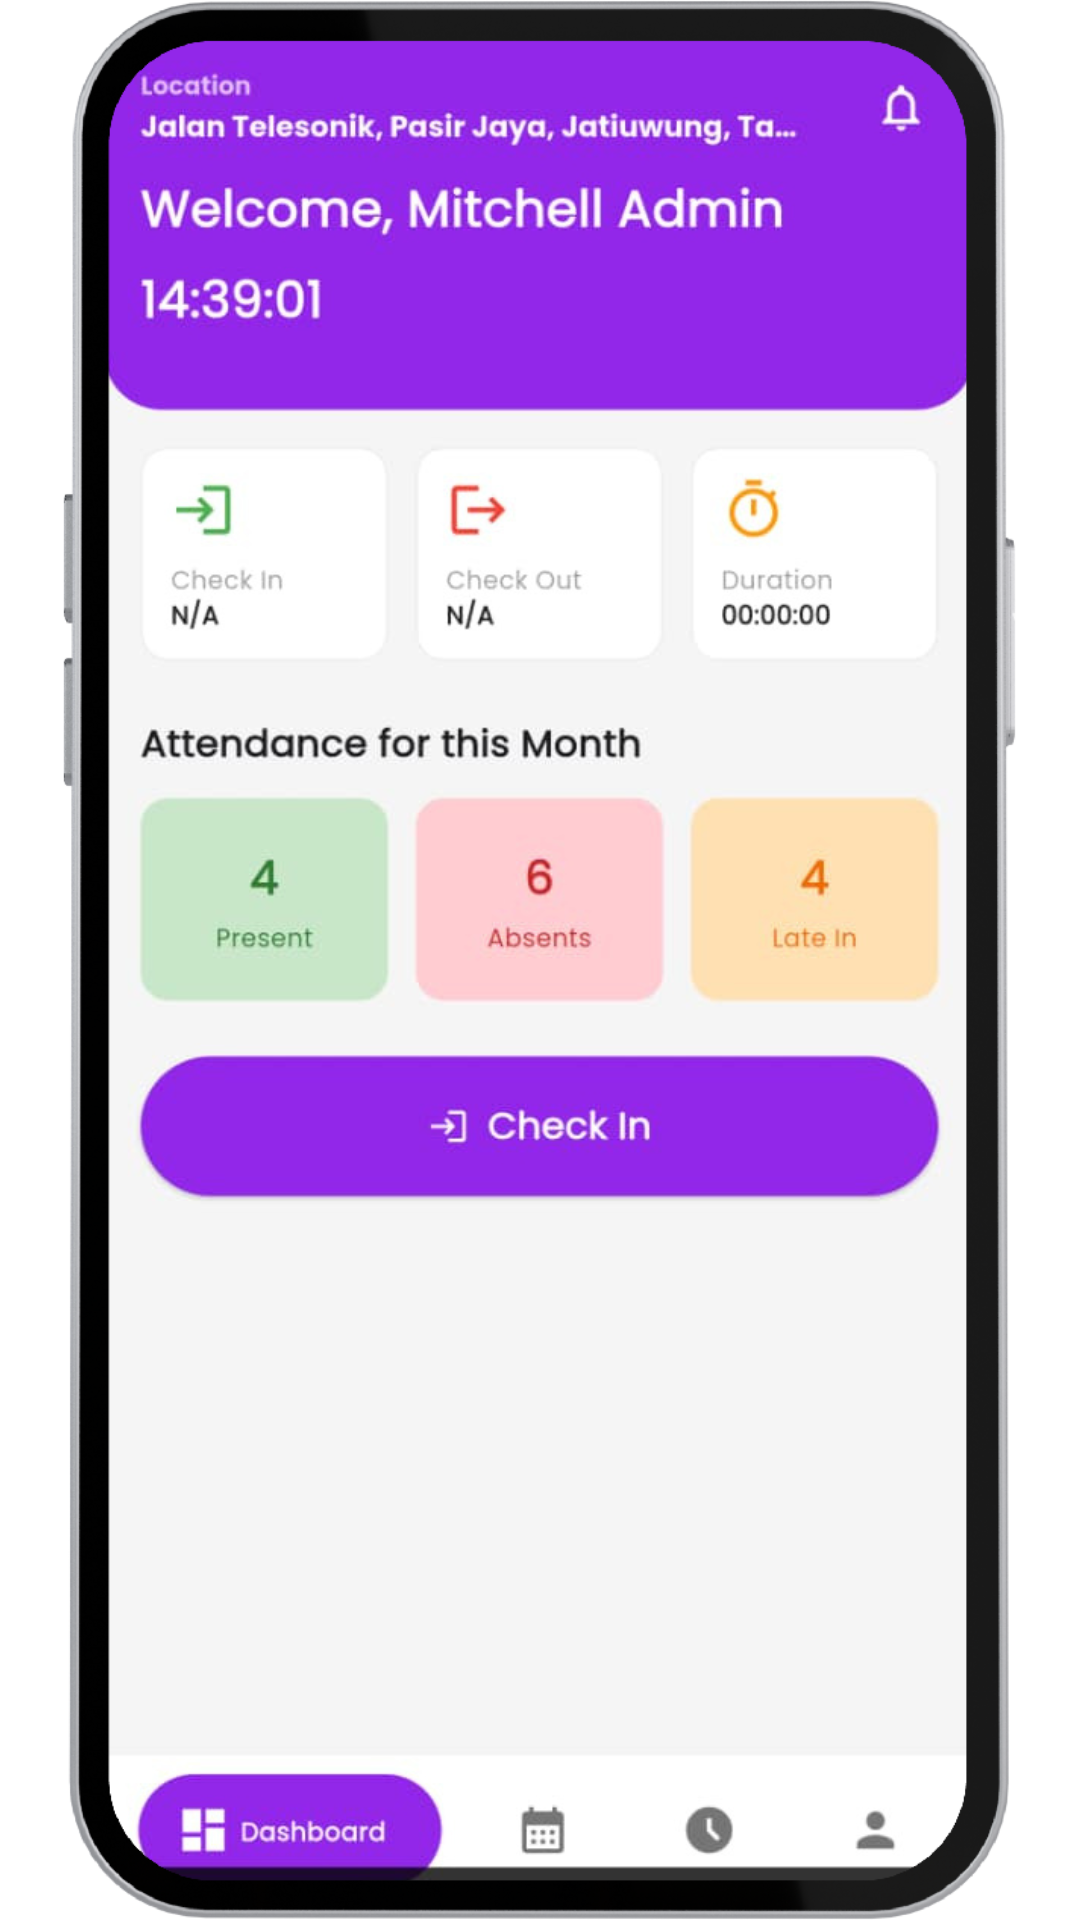 Location
Jalan Telesonik, Pasir Jaya, Jatiuwung, Ta...
Welcome, Mitchell Admin
14:39:01
Check In
N/A
Check Out
N/A
Duration
00:00:00
Attendance for this Month
4
Present
6
Absents
4
Late In
Check In
Dashboard